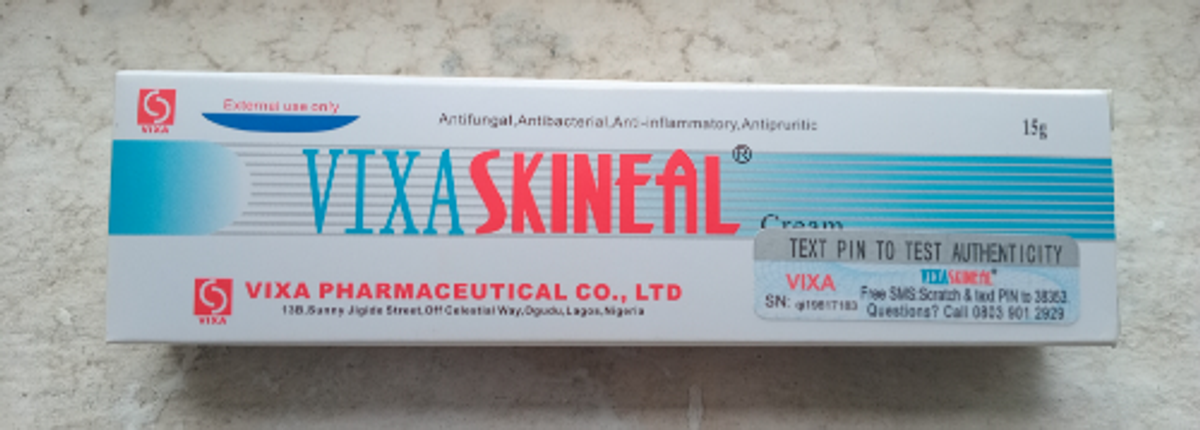 VIXA
External use only
Antifungal,Antibacterial,Anti-inflammatory,Antipruritic
15g
VIXASKINEAL®
Cream
TEXT PIN TO TEST AUTHENTICITY
VIXA
VIXASKINEAL®
SN:
Free SMS:Scratch & text PIN to 38353
Questions? Call 0803 901 2929
VIXA
VIXA PHARMACEUTICAL CO., LTD
13B,Sunny Jigide Street,Off Celestial Way,Ogudu,Lagos,Nigeria